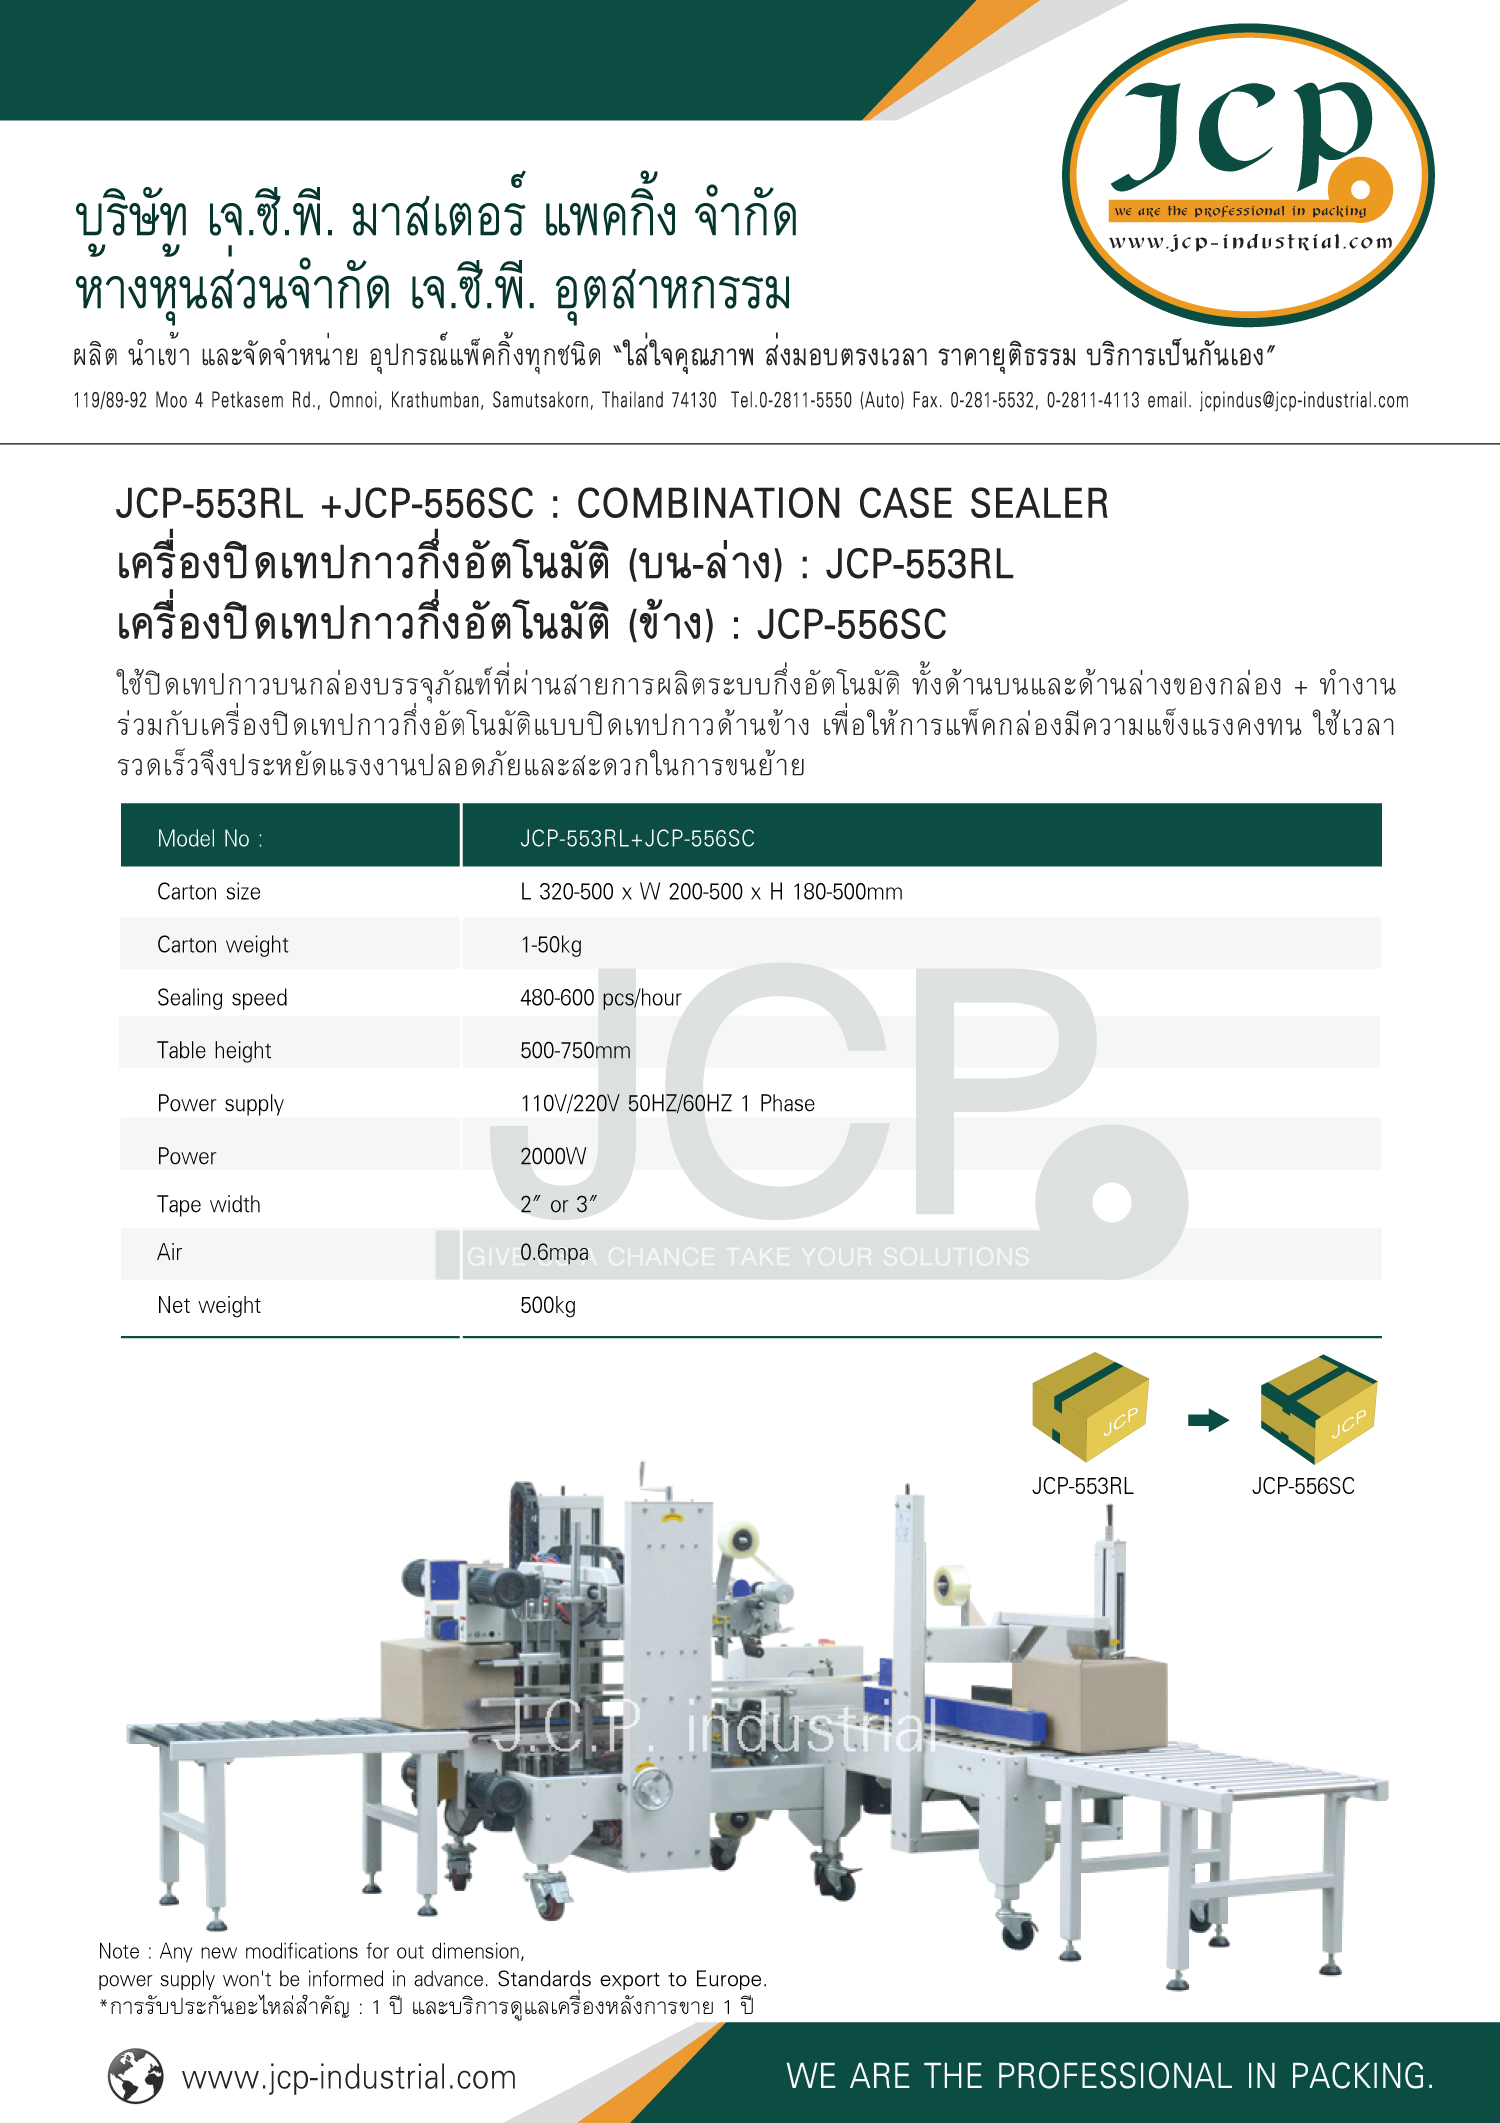 JCP
we are the professional in packing
www.jcp-industrial.com
บริษัท เจ.ซี.พี. มาสเตอร์ แพคกิ้ง จำกัด
ห้างหุ้นส่วนจำกัด เจ.ซี.พี. อุตสาหกรรม
ผลิต นำเข้า และจัดจำหน่าย อุปกรณ์แพ็คกิ้งทุกชนิด "ใส่ใจคุณภาพ ส่งมอบตรงเวลา ราคายุติธรรม บริการเป็นกันเอง"
119/89-92 Moo 4 Petkasem Rd., Omnoi, Krathumban, Samutsakorn, Thailand 74130 Tel.0-2811-5550 (Auto) Fax. 0-281-5532, 0-2811-4113 email. jcpindus@jcp-industrial.com
JCP-553RL +JCP-556SC : COMBINATION CASE SEALER
เครื่องปิดเทปกาวกึ่งอัตโนมัติ (บน-ล่าง) : JCP-553RL
เครื่องปิดเทปกาวกึ่งอัตโนมัติ (ข้าง) : JCP-556SC
ใช้ปิดเทปกาวบนกล่องบรรจุภัณฑ์ที่ผ่านสายการผลิตระบบกึ่งอัตโนมัติ ทั้งด้านบนและด้านล่างของกล่อง + ทำงาน
ร่วมกับเครื่องปิดเทปกาวกึ่งอัตโนมัติแบบปิดเทปกาวด้านข้าง เพื่อให้การแพ็คกล่องมีความแข็งแรงคงทน ใช้เวลา
รวดเร็วจึงประหยัดแรงงานปลอดภัยและสะดวกในการขนย้าย
Model No : JCP-553RL+JCP-556SC
Carton size L 320-500 x W 200-500 x H 180-500mm
Carton weight 1-50kg
Sealing speed 480-600 pcs/hour
Table height 500-750mm
Power supply 110V/220V 50HZ/60HZ 1 Phase
Power 2000W
Tape width 2" or 3"
Air 0.6mpa
Net weight 500kg
JCP
GIVE US A CHANCE TAKE YOUR SOLUTIONS
JCP JCP
JCP-553RL JCP-556SC
J.C.P. industrial
Note : Any new modifications for out dimension,
power supply won't be informed in advance. Standards export to Europe.
*การรับประกันอะไหล่สำคัญ : 1 ปี และบริการดูแลเครื่องหลังการขาย 1 ปี
www.jcp-industrial.com WE ARE THE PROFESSIONAL IN PACKING.